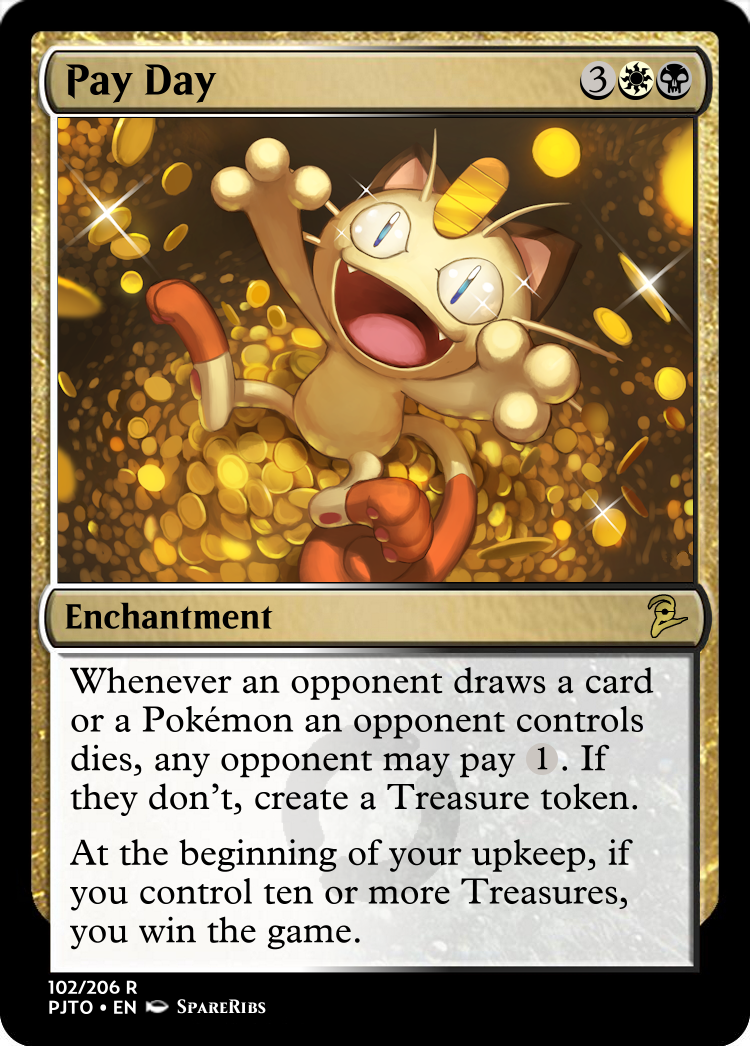 Pay Day 3
Enchantment
Whenever an opponent draws a card
or a Pokémon an opponent controls
dies, any opponent may pay 1. If
they don't, create a Treasure token.
At the beginning of your upkeep, if
you control ten or more Treasures,
you win the game.
102/206 R
PJTO • EN SpareRibs